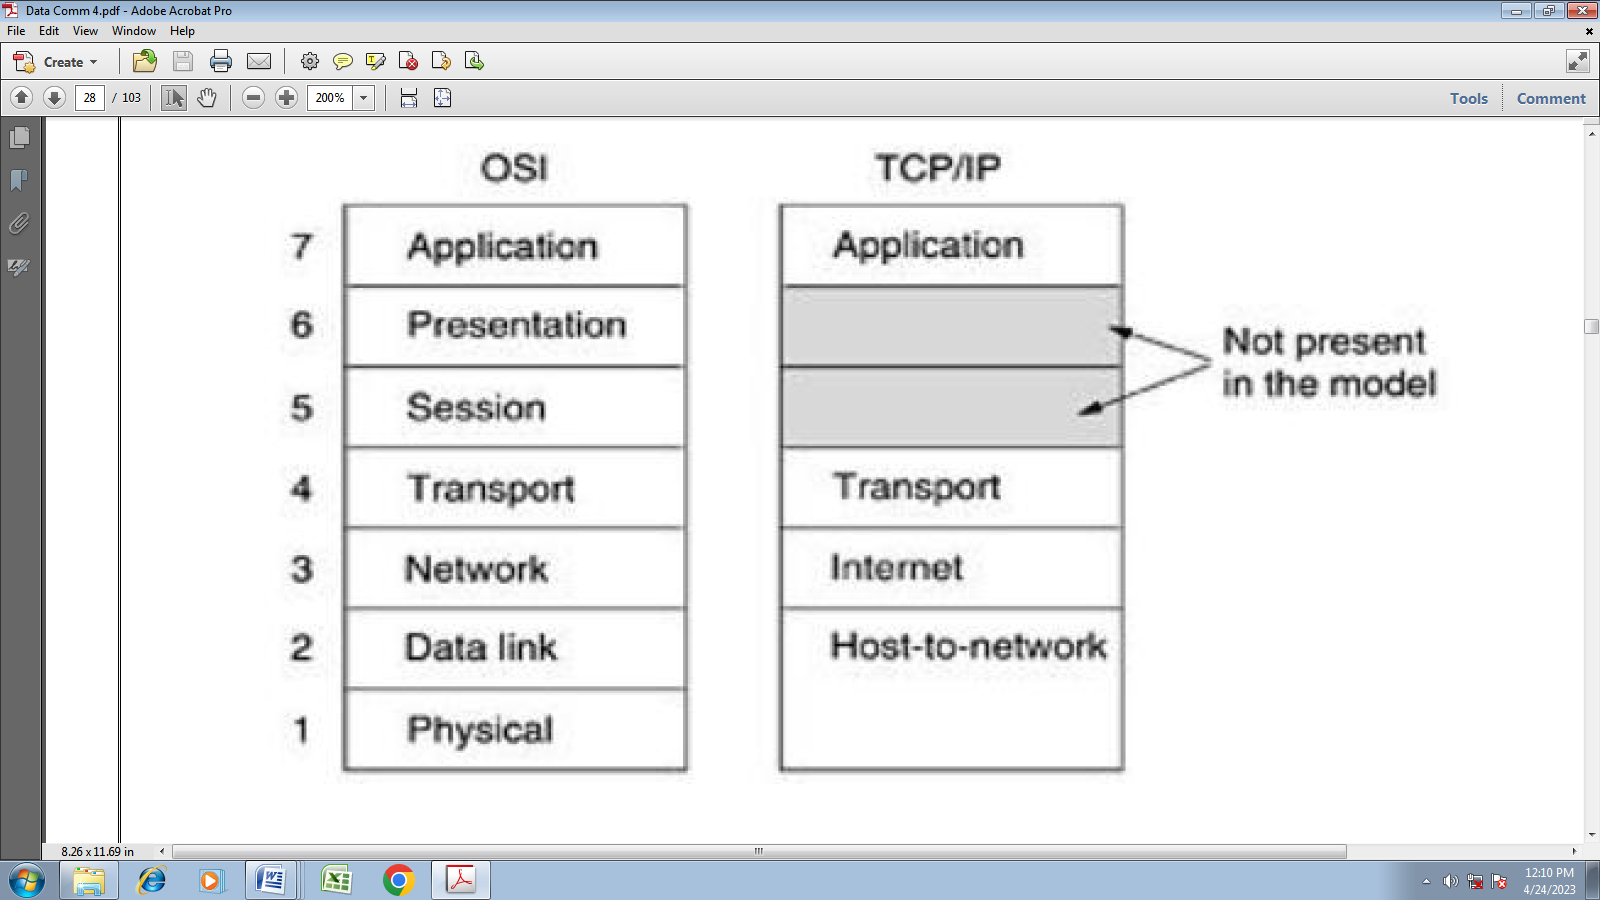 Data Comm 4.pdf - Adobe Acrobat Pro
File Edit View Window Help
Create
28 / 103 200% Tools Comment
OSI TCP/IP
7 Application Application
6 Presentation
Not present
in the model
5 Session
4 Transport Transport
3 Network Internet
2 Data link Host-to-network
1 Physical
8.26 x 11.69 in
12:10 PM
4/24/2023